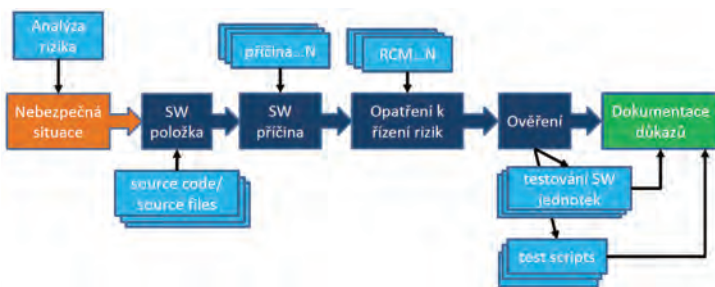 Analýza
rizika
příčina...N
RCM...N
Nebezpečná
situace
SW
položka
SW
příčina
Opatření k
řízení rizik
Ověření
Dokumentace
důkazů
source code/
source files
testování SW
jednotek
test scripts